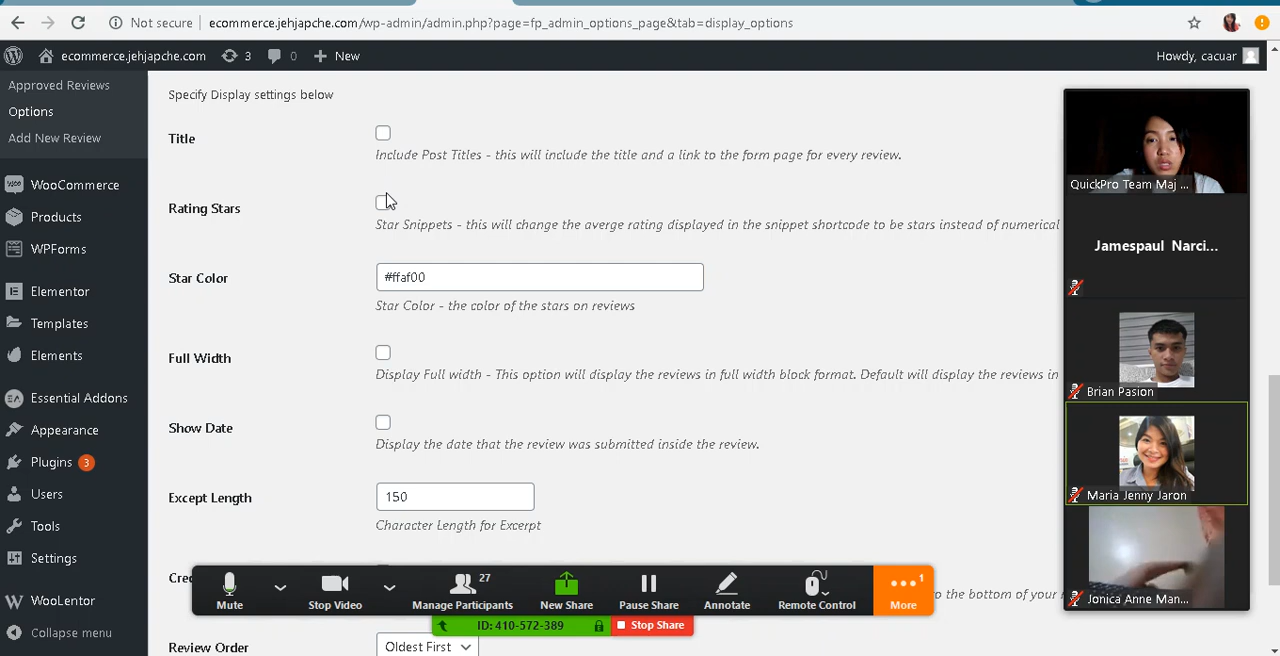 Not secure
ecommerce.jehjapche.com/wp-admin/admin.php?page=fp_admin_options_page&tab=display_options
ecommerce.jehjapche.com
3
0
New
Howdy, cacuar
Approved Reviews
Options
Add New Review
WooCommerce
Products
WPForms
Elementor
Templates
Elements
Essential Addons
Appearance
Plugins 3
Users
Tools
Settings
WooLentor
Collapse menu
Specify Display settings below
Title
Include Post Titles - this will include the title and a link to the form page for every review.
Rating Stars
Star Snippets - this will change the averge rating displayed in the snippet shortcode to be stars instead of numerical
Star Color
#ffaf00
Star Color - the color of the stars on reviews
Full Width
Display Full width - This option will display the reviews in full width block format. Default will display the reviews in
Show Date
Display the date that the review was submitted inside the review.
Except Length
150
Character Length for Excerpt
Cre
o the bottom of your
Review Order
Oldest First
Mute
Stop Video
27
Manage Participants
New Share
Pause Share
Annotate
Remote Control
1
More
ID: 410-572-389
Stop Share
QuickPro Team Maj ...
Jamespaul Narci...
Brian Pasion
Maria Jenny Jaron
Jonica Anne Man...